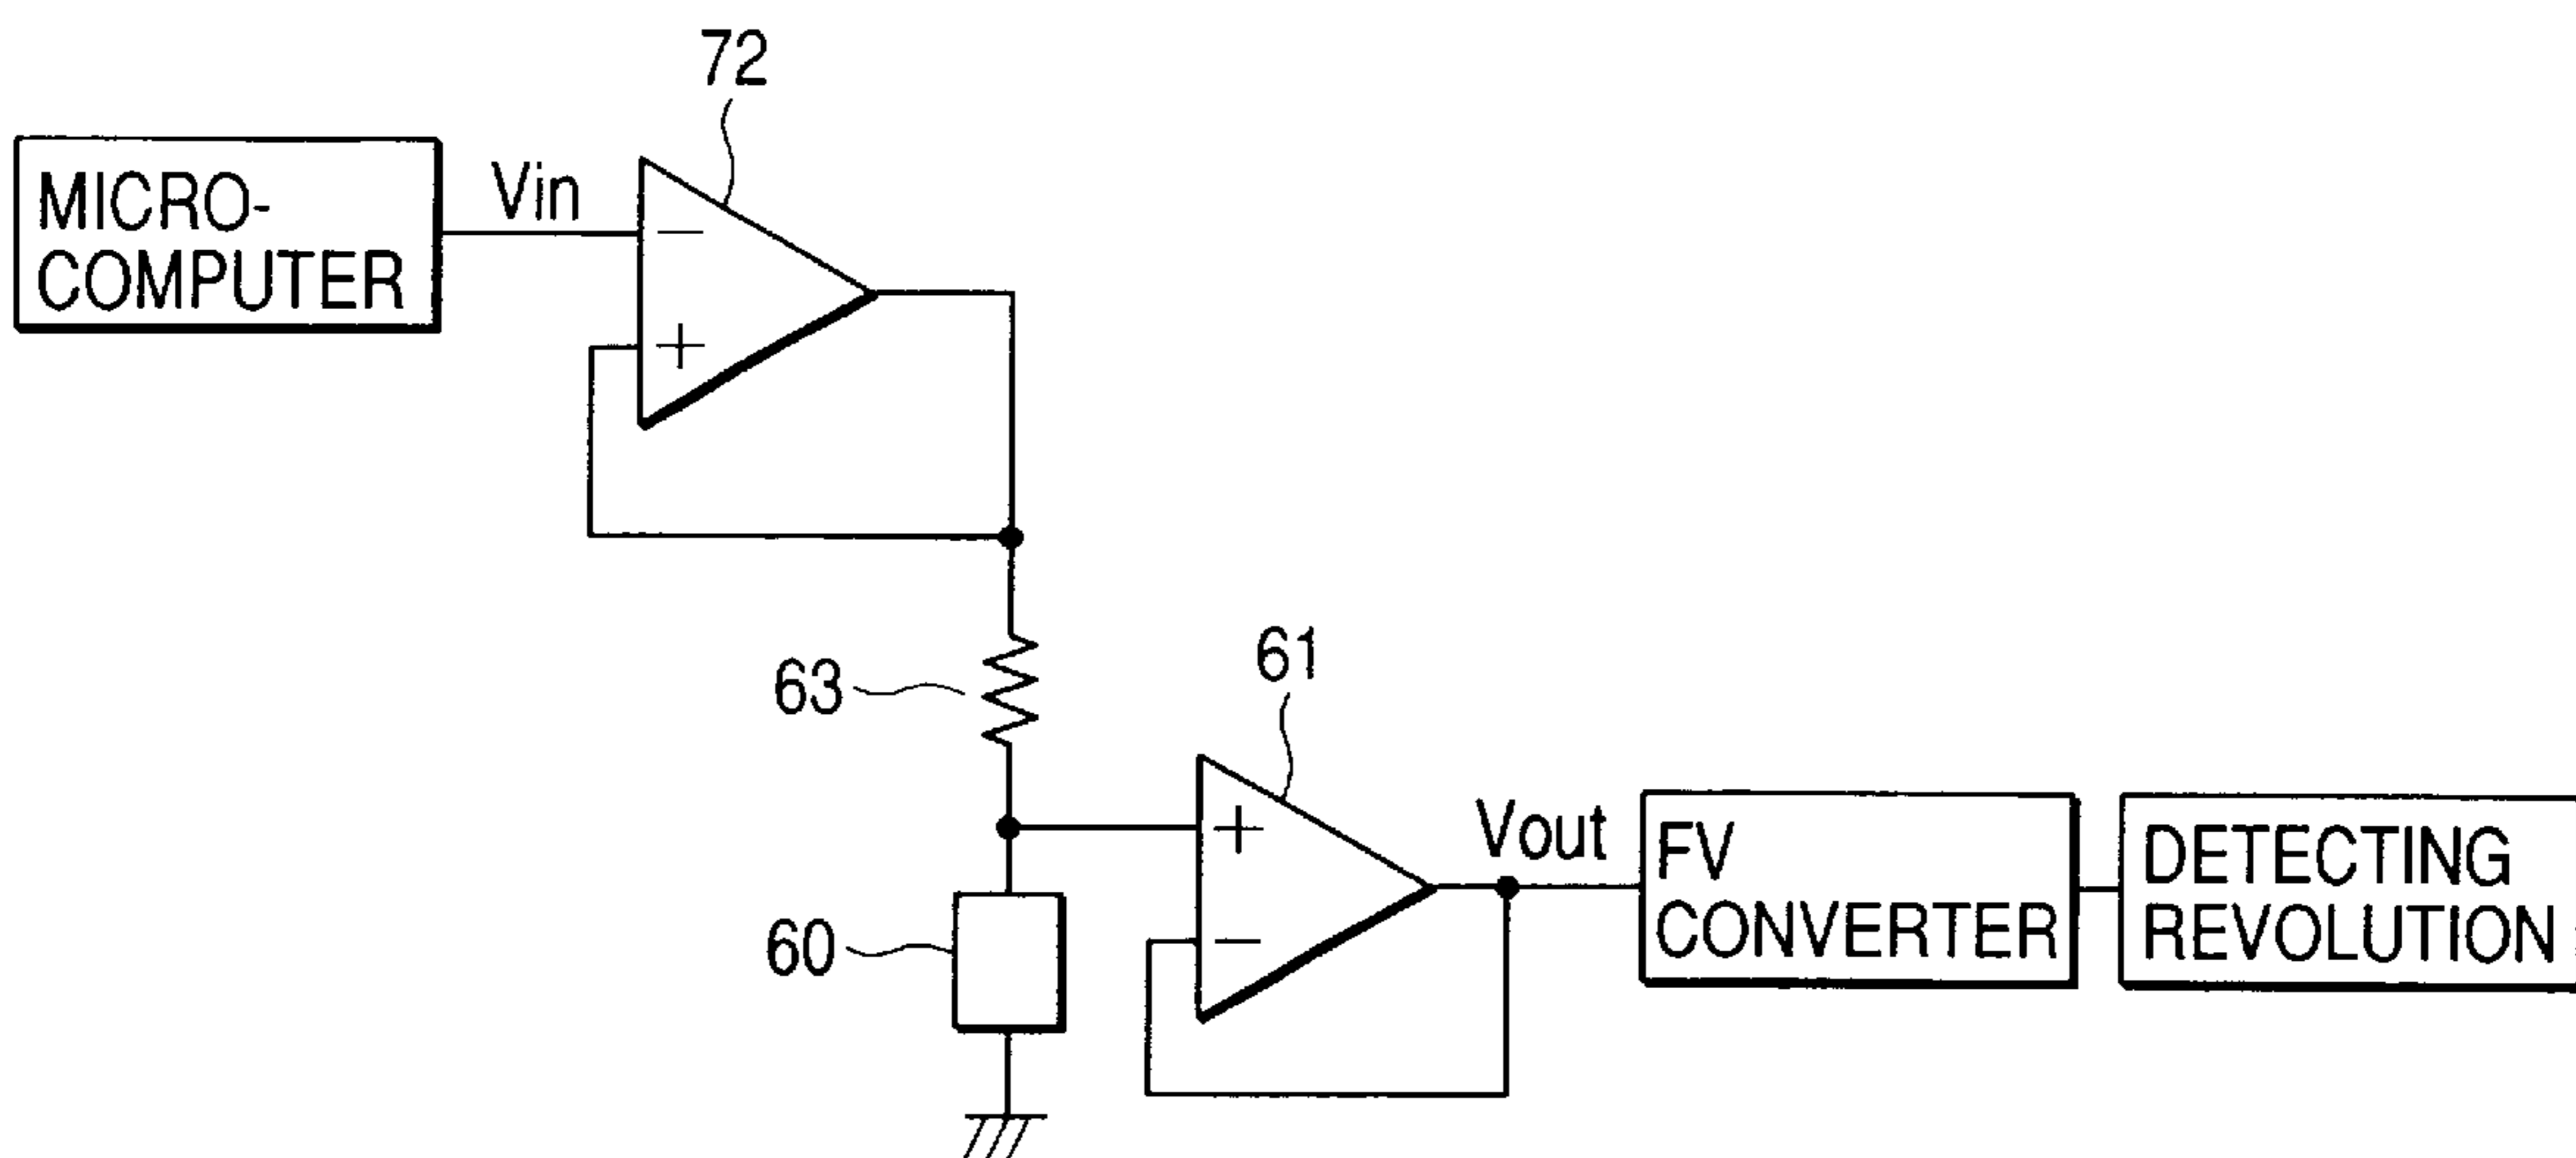 72
MICRO-
COMPUTER
Vin
−
+
63
61
Vout
+
−
FV
CONVERTER
DETECTING
REVOLUTION
60